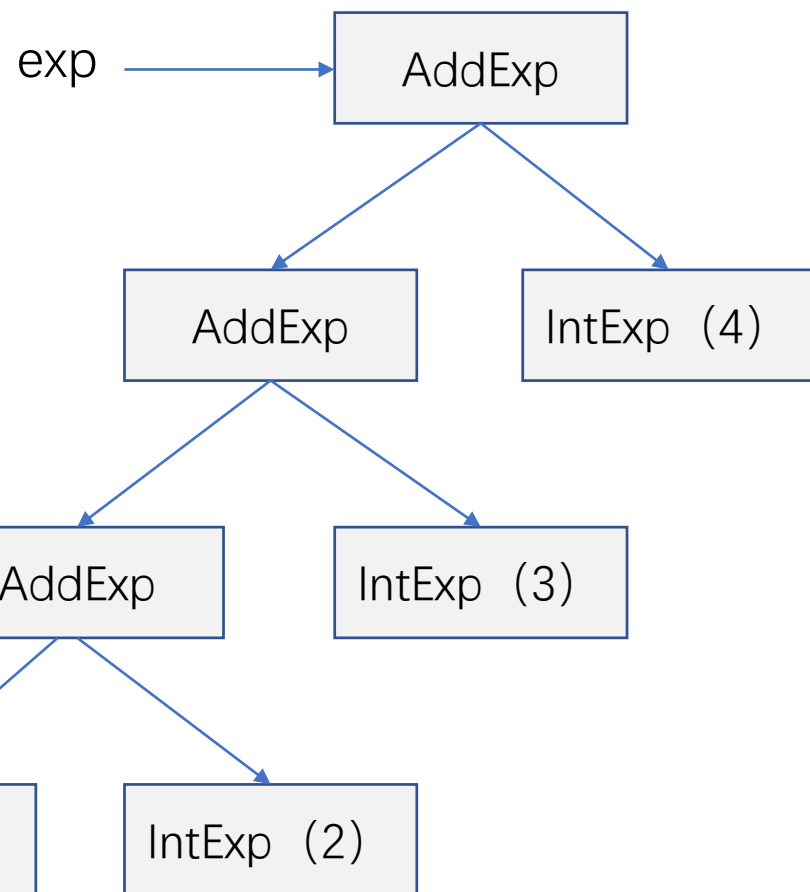 exp
AddExp
AddExp
IntExp（4）
AddExp
IntExp（3）
IntExp（2）